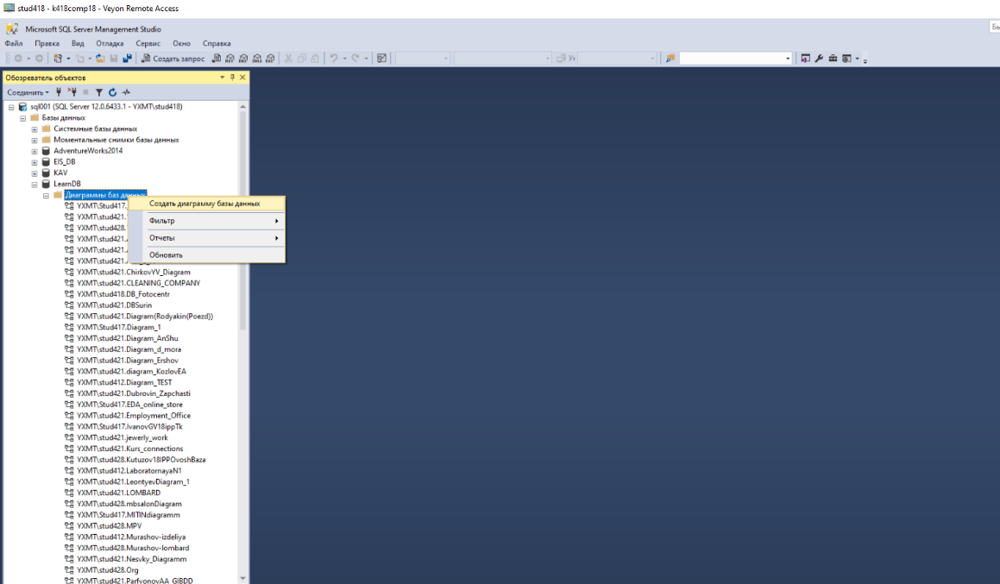 stud418 - k418comp18 - Veyon Remote Access
Microsoft SQL Server Management Studio
Файл Правка Вид Отладка Сервис Окно Справка
Создать запрос
Обозреватель объектов
Соединить
sql001 (SQL Server 12.0.6433.1 - YXMT\stud418)
Базы данных
Системные базы данных
Моментальные снимки базы данных
AdventureWorks2014
EIS_DB
KAV
LearnDB
Диаграммы баз данных
Создать диаграмму базы данных
Фильтр
Отчеты
Обновить
YXMT\Stud417.
YXMT\stud421.
YXMT\stud428.
YXMT\stud421.
YXMT\stud421.
YXMT\stud421.
YXMT\stud421.ChirkovYV_Diagram
YXMT\stud421.CLEANING_COMPANY
YXMT\stud418.DB_Fotocentr
YXMT\stud421.DBSurin
YXMT\stud421.Diagram(Rodyakin(Poezd))
YXMT\Stud417.Diagram_1
YXMT\stud421.Diagram_AnShu
YXMT\stud421.Diagram_d_mora
YXMT\stud421.Diagram_Ershov
YXMT\stud421.diagram_KozlovEA
YXMT\stud412.Diagram_TEST
YXMT\stud421.Dubrovin_Zapchasti
YXMT\Stud417.EDA_online_store
YXMT\stud421.Employment_Office
YXMT\Stud417.IvanovGV18ippTk
YXMT\stud421.jewerly_work
YXMT\stud421.Kurs_connections
YXMT\stud428.Kutuzov18IPPOvoshBaza
YXMT\stud412.LaboratornayaN1
YXMT\stud421.LeontyevDiagram_1
YXMT\stud421.LOMBARD
YXMT\stud428.mbsalonDiagram
YXMT\Stud417.MITINdiagramm
YXMT\stud428.MPV
YXMT\stud412.Murashov-izdeliya
YXMT\stud428.Murashov-lombard
YXMT\stud421.Nesvky_Diagramm
YXMT\stud428.Org
YXMT\stud421.ParfvonovAA_GIBDD